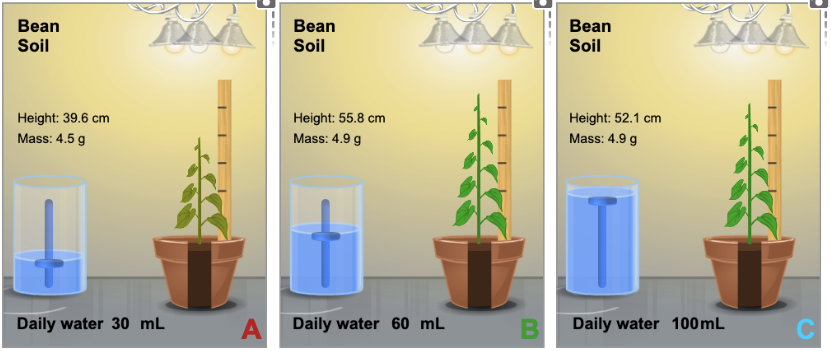 Bean
Soil
Height: 39.6 cm
Mass: 4.5 g
Daily water 30 mL
A
Bean
Soil
Height: 55.8 cm
Mass: 4.9 g
Daily water 60 mL
B
Bean
Soil
Height: 52.1 cm
Mass: 4.9 g
Daily water 100mL
C